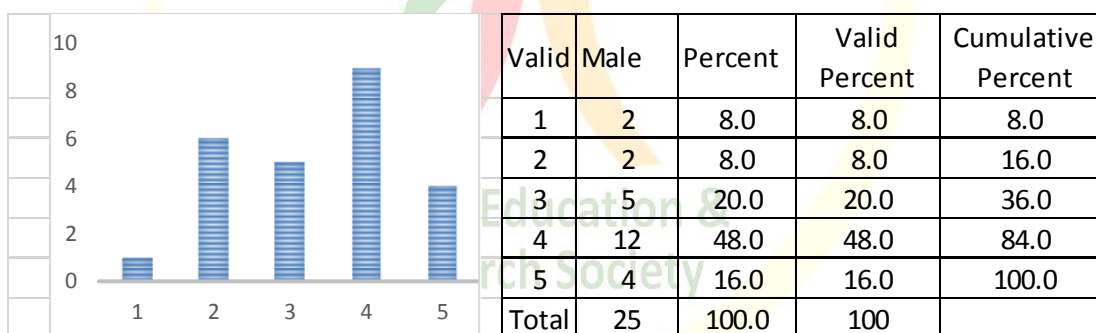 10
8
6
4
2
0
1 2 3 4 5
Valid Male Percent Valid Percent Cumulative Percent
1 2 8.0 8.0 8.0
2 2 8.0 8.0 16.0
3 5 20.0 20.0 36.0
4 12 48.0 48.0 84.0
5 4 16.0 16.0 100.0
Total 25 100.0 100
Education &
rch Society